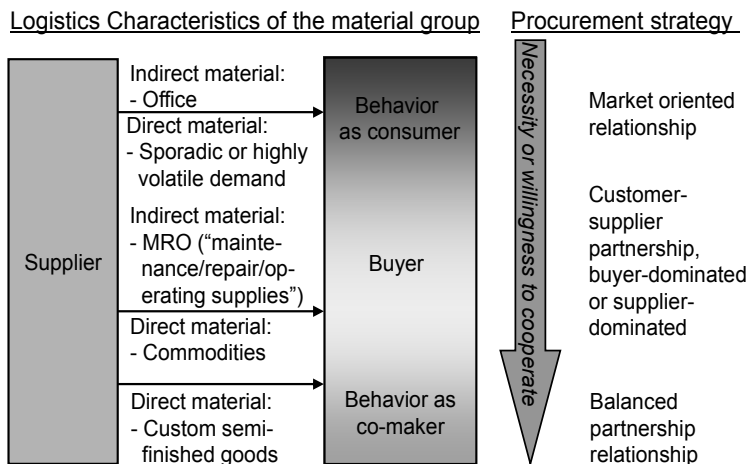 Logistics Characteristics of the material group
Procurement strategy
Supplier
Indirect material:
- Office
Direct material:
- Sporadic or highly
volatile demand
Indirect material:
- MRO ("mainte-
nance/repair/op-
erating supplies")
Direct material:
- Commodities
Direct material:
- Custom semi-
finished goods
Behavior
as consumer
Buyer
Behavior as
co-maker
Necessity or willingness to cooperate
Market oriented
relationship
Customer-
supplier
partnership,
buyer-dominated
or supplier-
dominated
Balanced
partnership
relationship